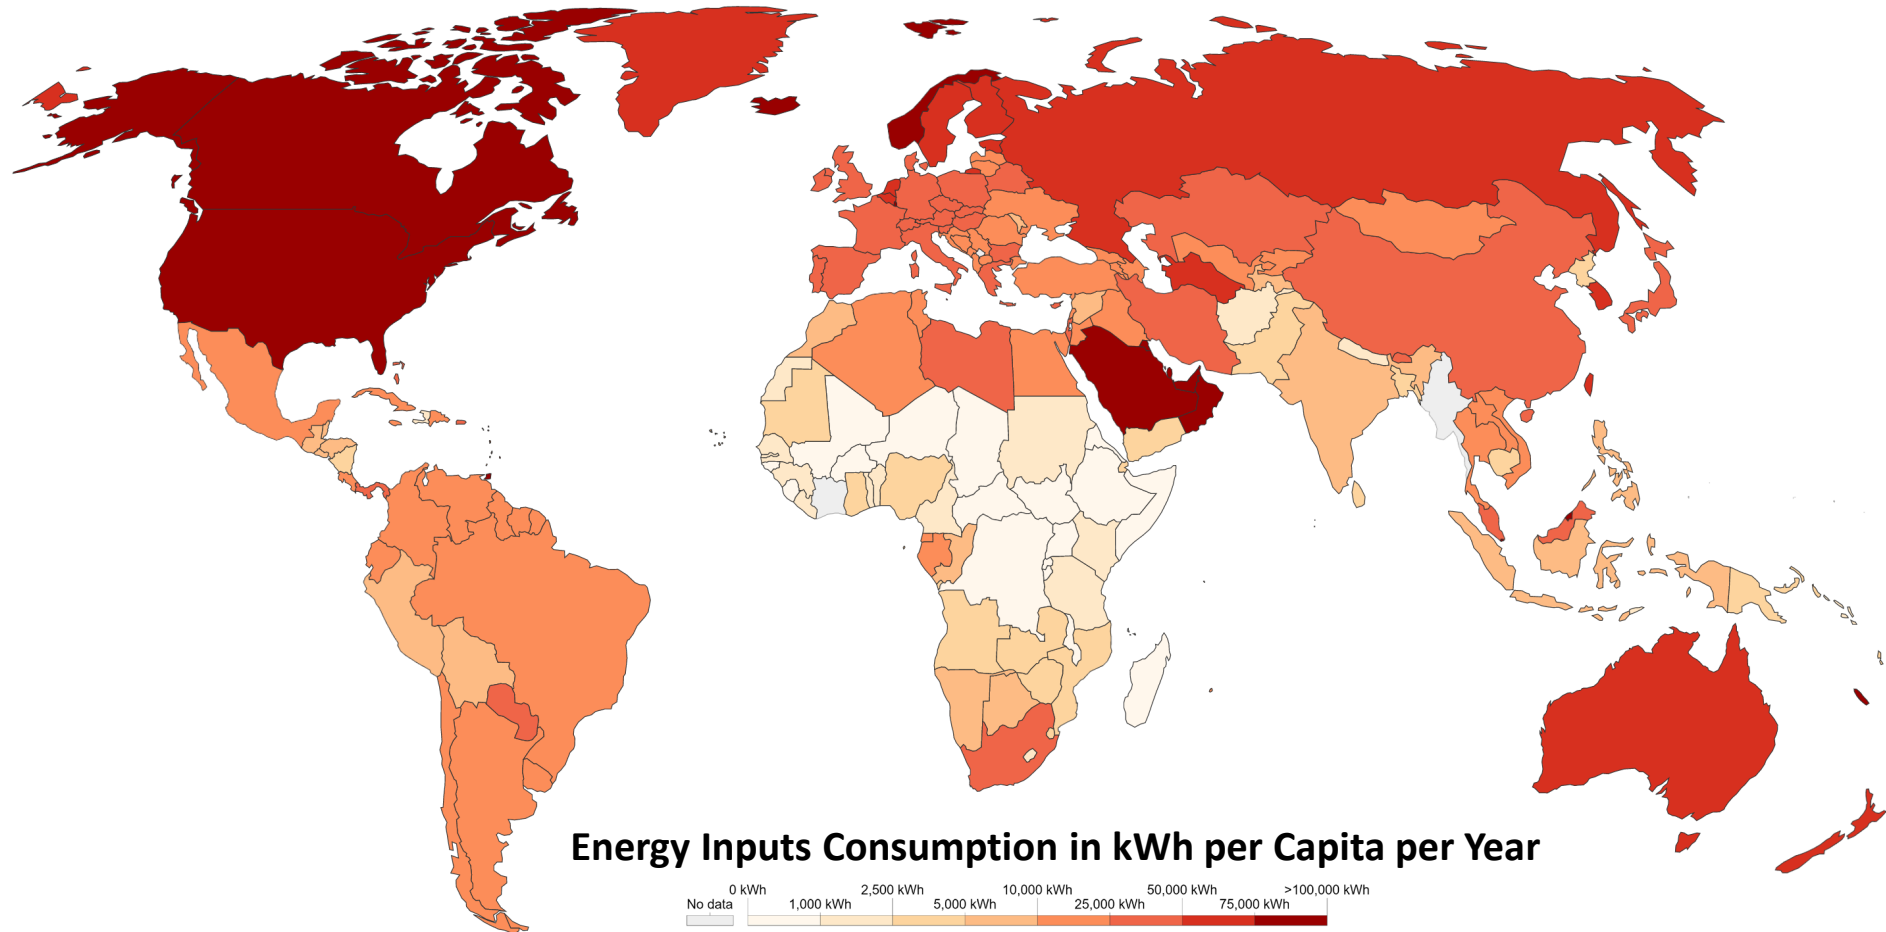 Energy Inputs Consumption in kWh per Capita per Year
0 kWh 2,500 kWh 10,000 kWh 50,000 kWh >100,000 kWh
No data 1,000 kWh 5,000 kWh 25,000 kWh 75,000 kWh